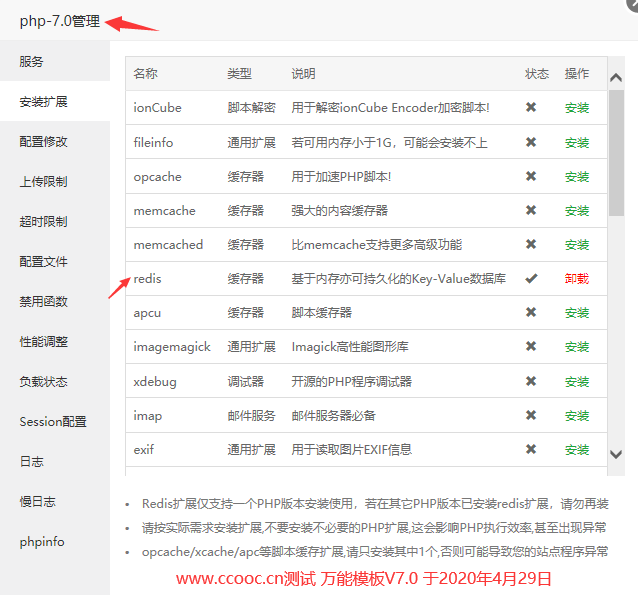 php-7.0管理
服务
安装扩展
配置修改
上传限制
超时限制
配置文件
禁用函数
性能调整
负载状态
Session配置
日志
慢日志
phpinfo
名称 类型 说明 状态 操作
ionCube 脚本解密 用于解密ionCube Encoder加密脚本! 安装
fileinfo 通用扩展 若可用内存小于1G，可能会安装不上 安装
opcache 缓存器 用于加速PHP脚本! 安装
memcache 缓存器 强大的内容缓存器 安装
memcached 缓存器 比memcache支持更多高级功能 安装
redis 缓存器 基于内存亦可持久化的Key-Value数据库 卸载
apcu 缓存器 脚本缓存器 安装
imagemagick 通用扩展 Imagick高性能图形库 安装
xdebug 调试器 开源的PHP程序调试器 安装
imap 邮件服务 邮件服务器必备 安装
exif 通用扩展 用于读取图片EXIF信息 安装
Redis扩展仅支持一个PHP版本安装使用，若在其它PHP版本已安装redis扩展，请勿再装
请按实际需求安装扩展,不要安装不必要的PHP扩展,这会影响PHP执行效率,甚至出现异常
opcache/xcache/apc等脚本缓存扩展,请只安装其中1个,否则可能导致您的站点程序异常
www.ccooc.cn测试 万能模板V7.0 于2020年4月29日